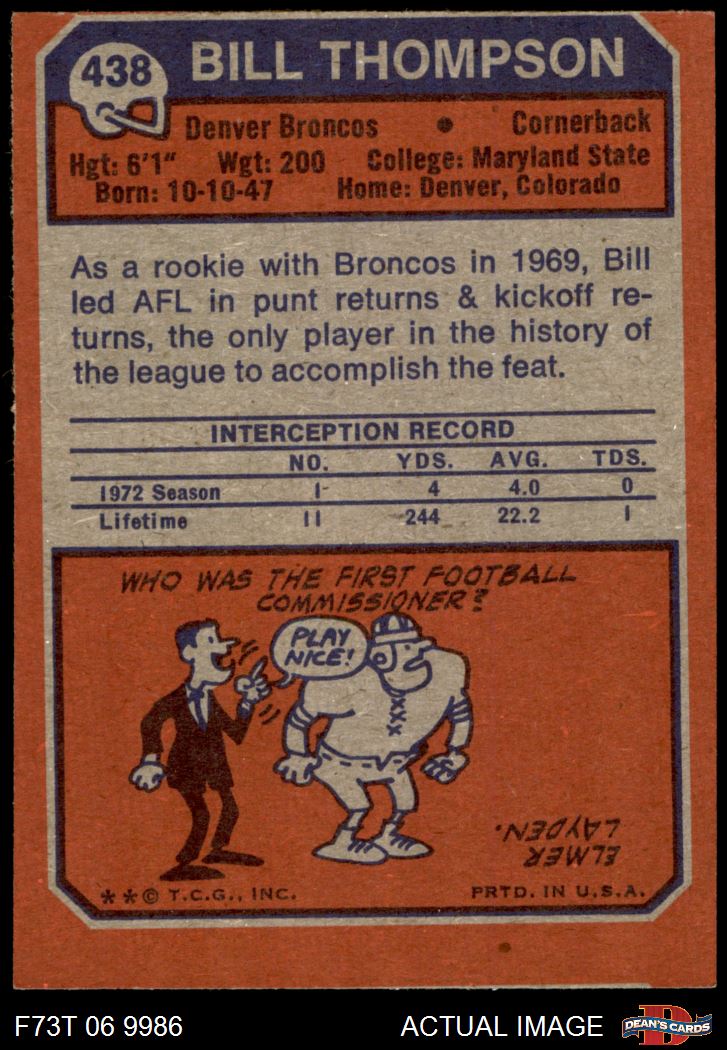 438 BILL THOMPSON
Denver Broncos • Cornerback
Hgt: 6'1" Wgt: 200 College: Maryland State
Born: 10-10-47 Home: Denver, Colorado
As a rookie with Broncos in 1969, Bill
led AFL in punt returns & kickoff re-
turns, the only player in the history of
the league to accomplish the feat.
INTERCEPTION RECORD
NO. YDS. AVG. TDS.
1972 Season 1 4 4.0 0
Lifetime 11 244 22.2 1
WHO WAS THE FIRST FOOTBALL
COMMISSIONER?
PLAY
NICE!
ELMER
LAYDEN.
**© T.C.G., INC. PRTD. IN U.S.A.
F73T 06 9986 ACTUAL IMAGE D DEAN'S CARDS